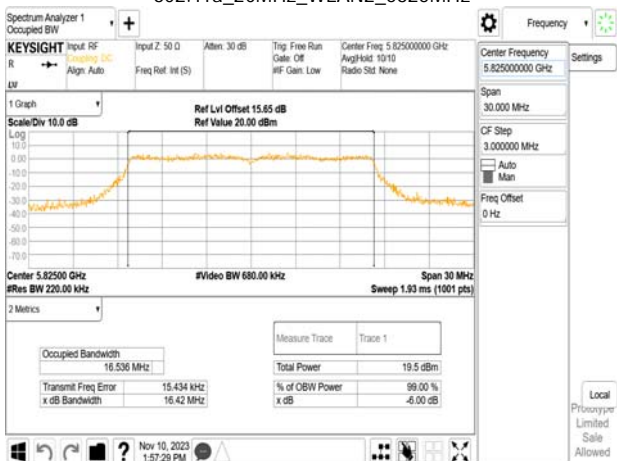 802.11a_20MHz_WLAN2_5825MHz
Spectrum Analyzer 1
Occupied BW
Frequency
KEYSIGHT
R
LW
Input: RF
Coupling: DC
Align: Auto
Input Z: 50 Ω
Freq Ref: Int (S)
Atten: 30 dB
Trig: Free Run
Gate: Off
#IF Gain: Low
Center Freq: 5.825000000 GHz
Avg|Hold: 10/10
Radio Std: None
Center Frequency
5.825000000 GHz
Settings
Span
30.000 MHz
CF Step
3.000000 MHz
Auto
Man
Freq Offset
0 Hz
1 Graph
Scale/Div 10.0 dB
Ref Lvl Offset 15.65 dB
Ref Value 20.00 dBm
Log
10.0
0.00
-10.0
-20.0
-30.0
-40.0
-50.0
-60.0
-70.0
Center 5.82500 GHz
#Video BW 680.00 kHz
Span 30 MHz
#Res BW 220.00 kHz
Sweep 1.93 ms (1001 pts)
2 Metrics
Measure Trace Trace 1
Occupied Bandwidth
16.536 MHz
Total Power 19.5 dBm
Transmit Freq Error 15.434 kHz
% of OBW Power 99.00 %
x dB Bandwidth 16.42 MHz
x dB -6.00 dB
Local
Prototype
Limited
Sale
Allowed
Nov 10, 2023
1:57:29 PM